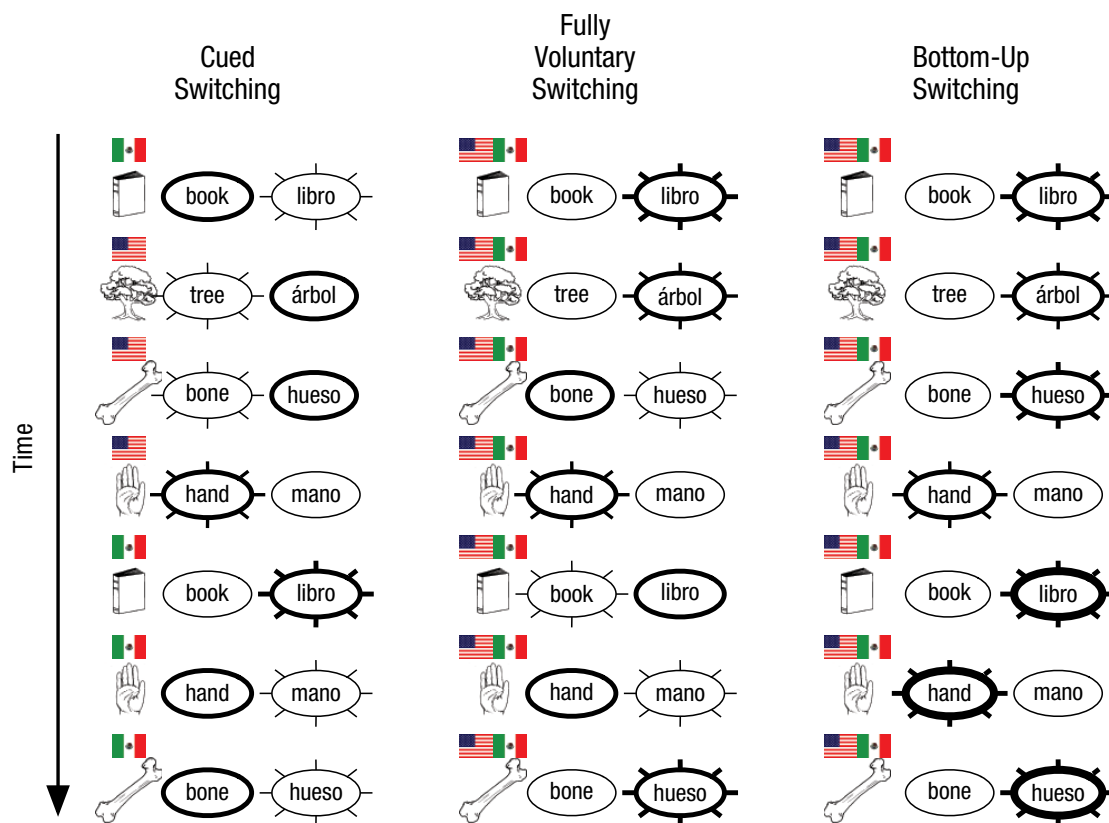 Cued
Switching
Fully
Voluntary
Switching
Bottom-Up
Switching
Time
book libro book libro book libro
tree árbol tree árbol tree árbol
bone hueso bone hueso bone hueso
hand mano hand mano hand mano
book libro book libro book libro
hand mano hand mano hand mano
bone hueso bone hueso bone hueso